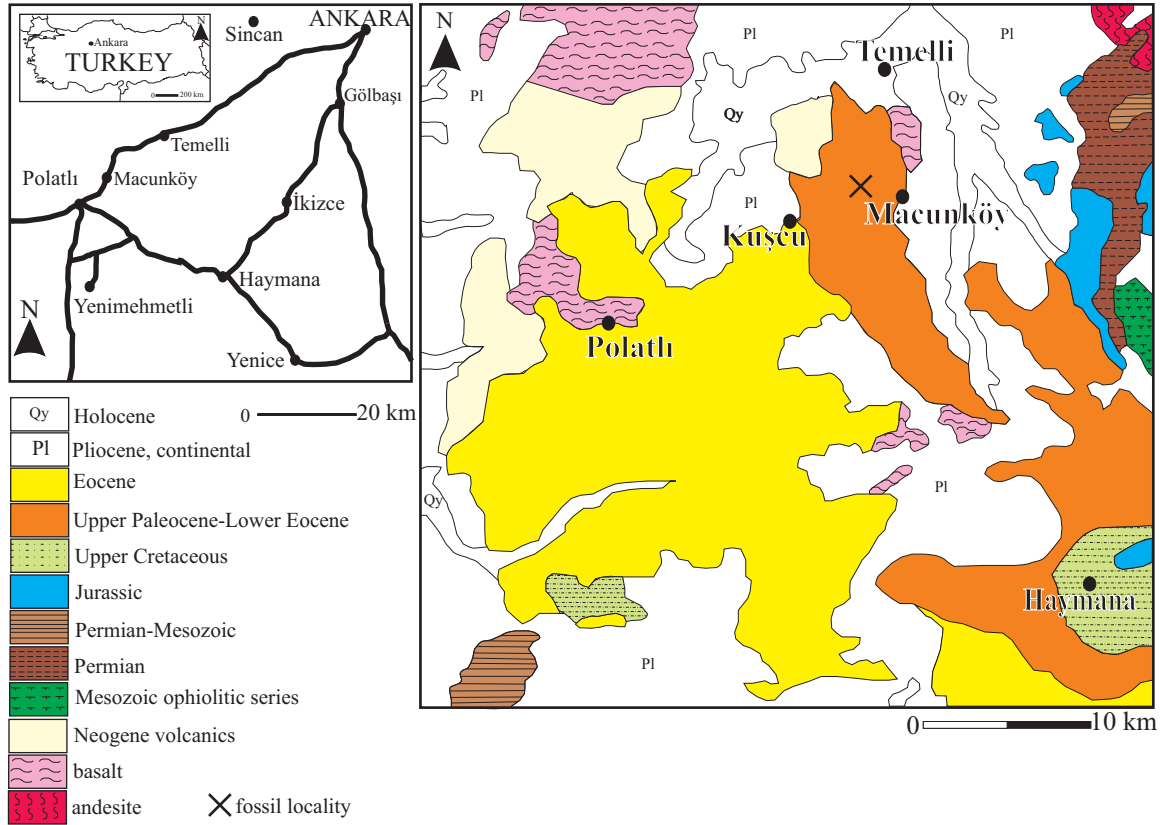 N
Ankara
TURKEY
0 200 km
Sincan
ANKARA
Gölbaşı
Temelli
Polatlı
Macunköy
İkizce
Haymana
Yenimehmetli
N
Yenice
0 20 km
Qy Holocene
Pl Pliocene, continental
Eocene
Upper Paleocene-Lower Eocene
Upper Cretaceous
Jurassic
Permian-Mesozoic
Permian
Mesozoic ophiolitic series
Neogene volcanics
basalt
andesite
fossil locality
N
Pl
Pl
Temelli
Pl
Qy
Qy
Pl
Macunköy
Kuşcu
Polatlı
Qy
Pl
Haymana
Pl
0 10 km